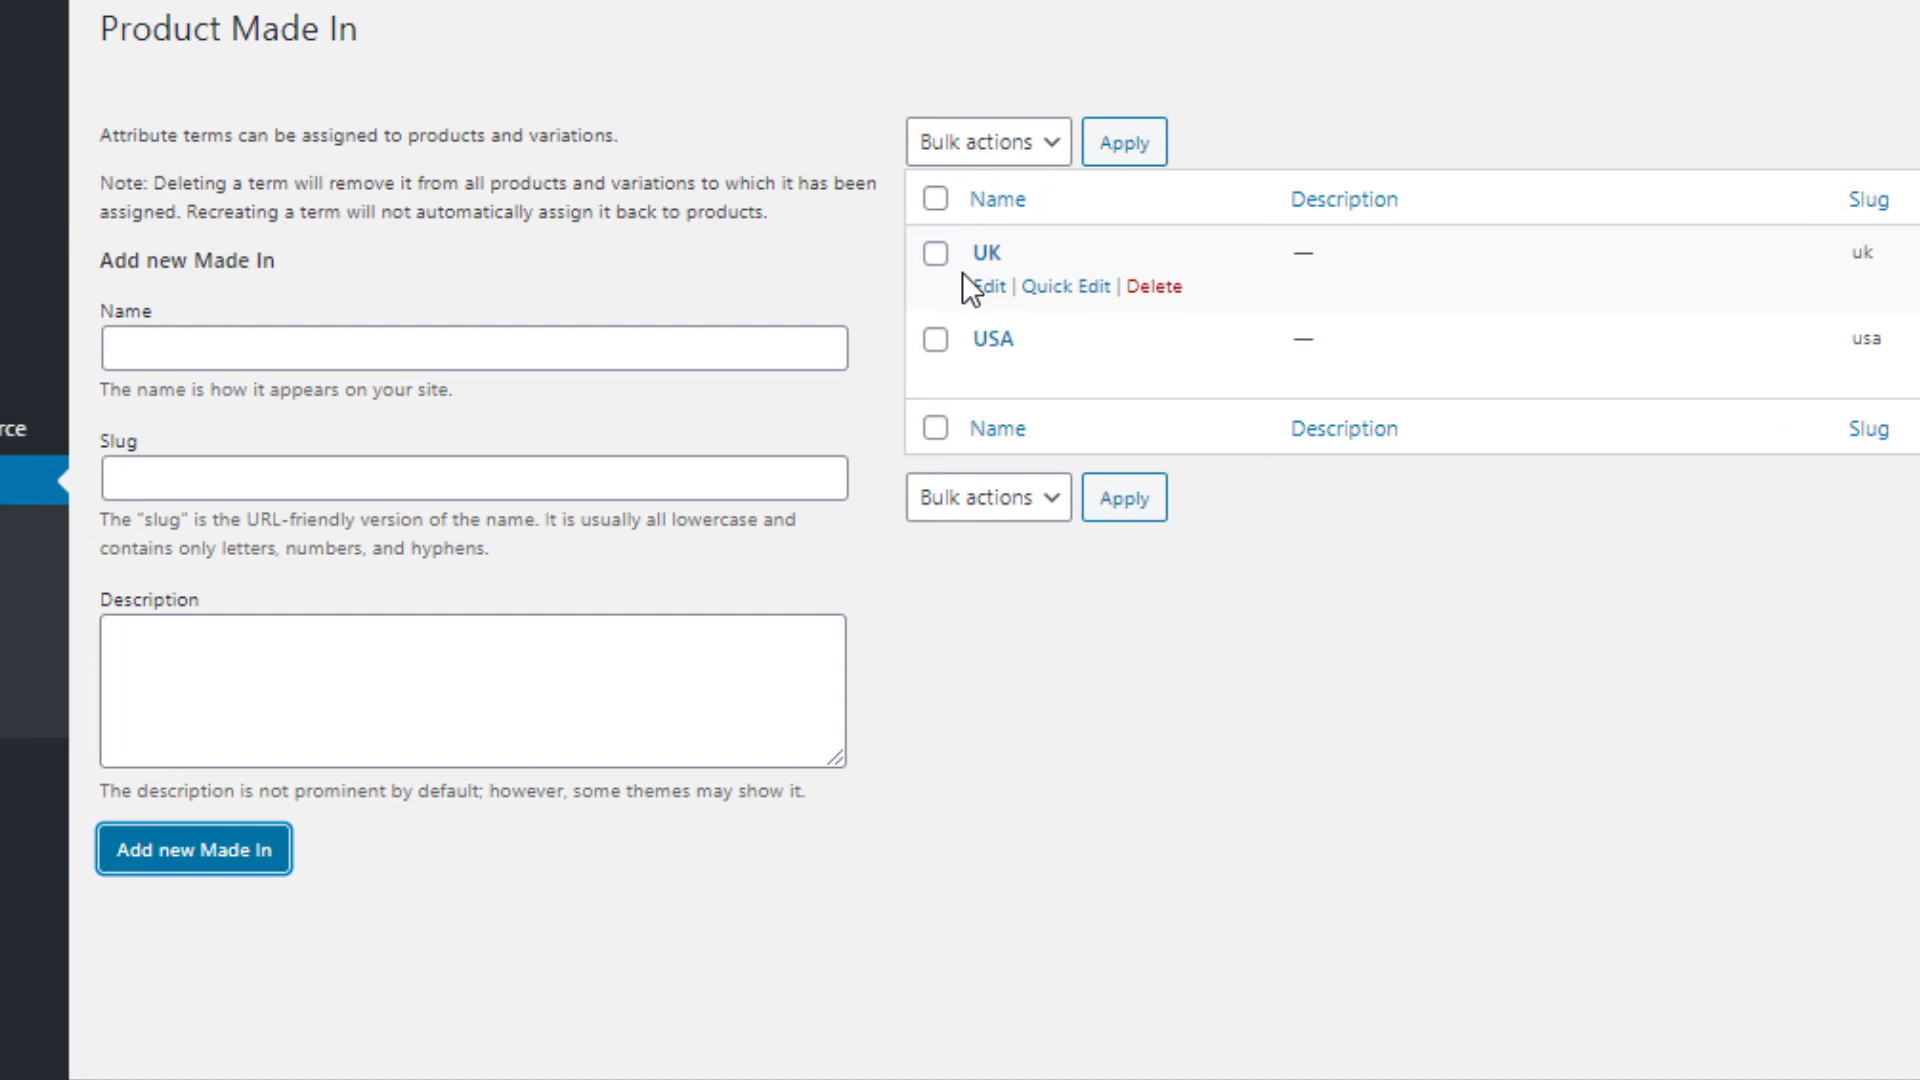 Product Made In
Attribute terms can be assigned to products and variations.
Note: Deleting a term will remove it from all products and variations to which it has been
assigned. Recreating a term will not automatically assign it back to products.
Add new Made In
Name
The name is how it appears on your site.
rce
Slug
The “slug” is the URL-friendly version of the name. It is usually all lowercase and
contains only letters, numbers, and hyphens.
Description
The description is not prominent by default; however, some themes may show it.
Add new Made In
Bulk actions Apply
Name Description Slug
UK — uk
Edit | Quick Edit | Delete
USA — usa
Name Description Slug
Bulk actions Apply